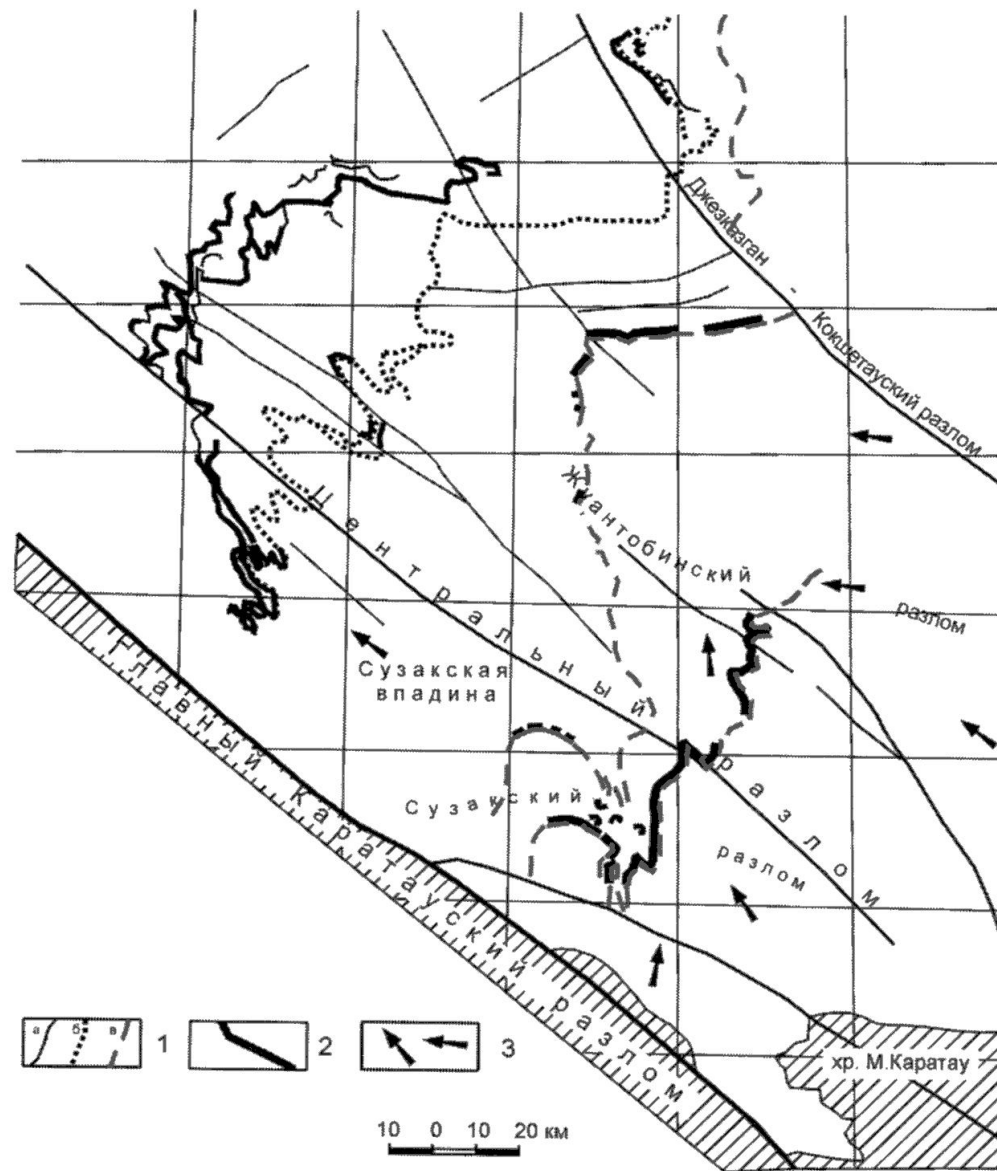 Джезказган
Кокшетауский разлом
Жуантобинский
разлом
Центральный
разлом
Сузакская
впадина
Сузакский
разлом
Главный Каратауский разлом
хр. М.Каратау
а
б
в
1
2
3
10 0 10 20 км